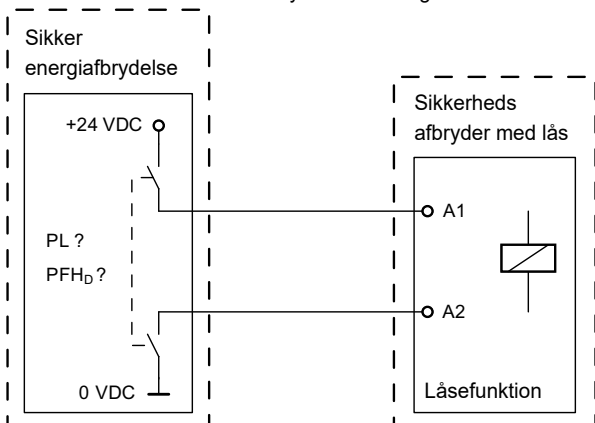 Sikker
energiafbrydelse
+24 VDC
PL ?
PFHD ?
0 VDC
Sikkerheds
afbryder med lås
A1
A2
Låsefunktion